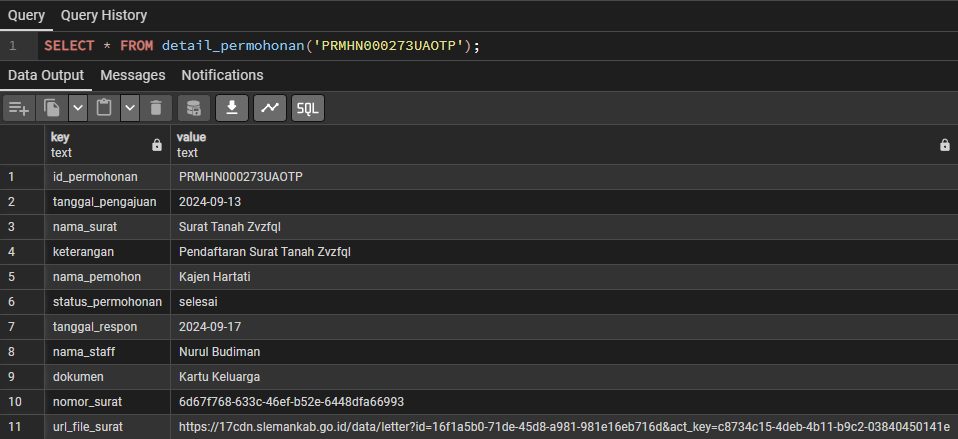 Query Query History
1 SELECT * FROM detail_permohonan('PRMHN000273UAOTP');
Data Output Messages Notifications
SQL
key value
text text
1 id_permohonan PRMHN000273UAOTP
2 tanggal_pengajuan 2024-09-13
3 nama_surat Surat Tanah Zvzfql
4 keterangan Pendaftaran Surat Tanah Zvzfql
5 nama_pemohon Kajen Hartati
6 status_permohonan selesai
7 tanggal_respon 2024-09-17
8 nama_staff Nurul Budiman
9 dokumen Kartu Keluarga
10 nomor_surat 6d67f768-633c-46ef-b52e-6448dfa66993
11 url_file_surat https://17cdn.slemankab.go.id/data/letter?id=16f1a5b0-71de-45d8-a981-981e16eb716d&act_key=c8734c15-4deb-4b11-b9c2-03840450141e